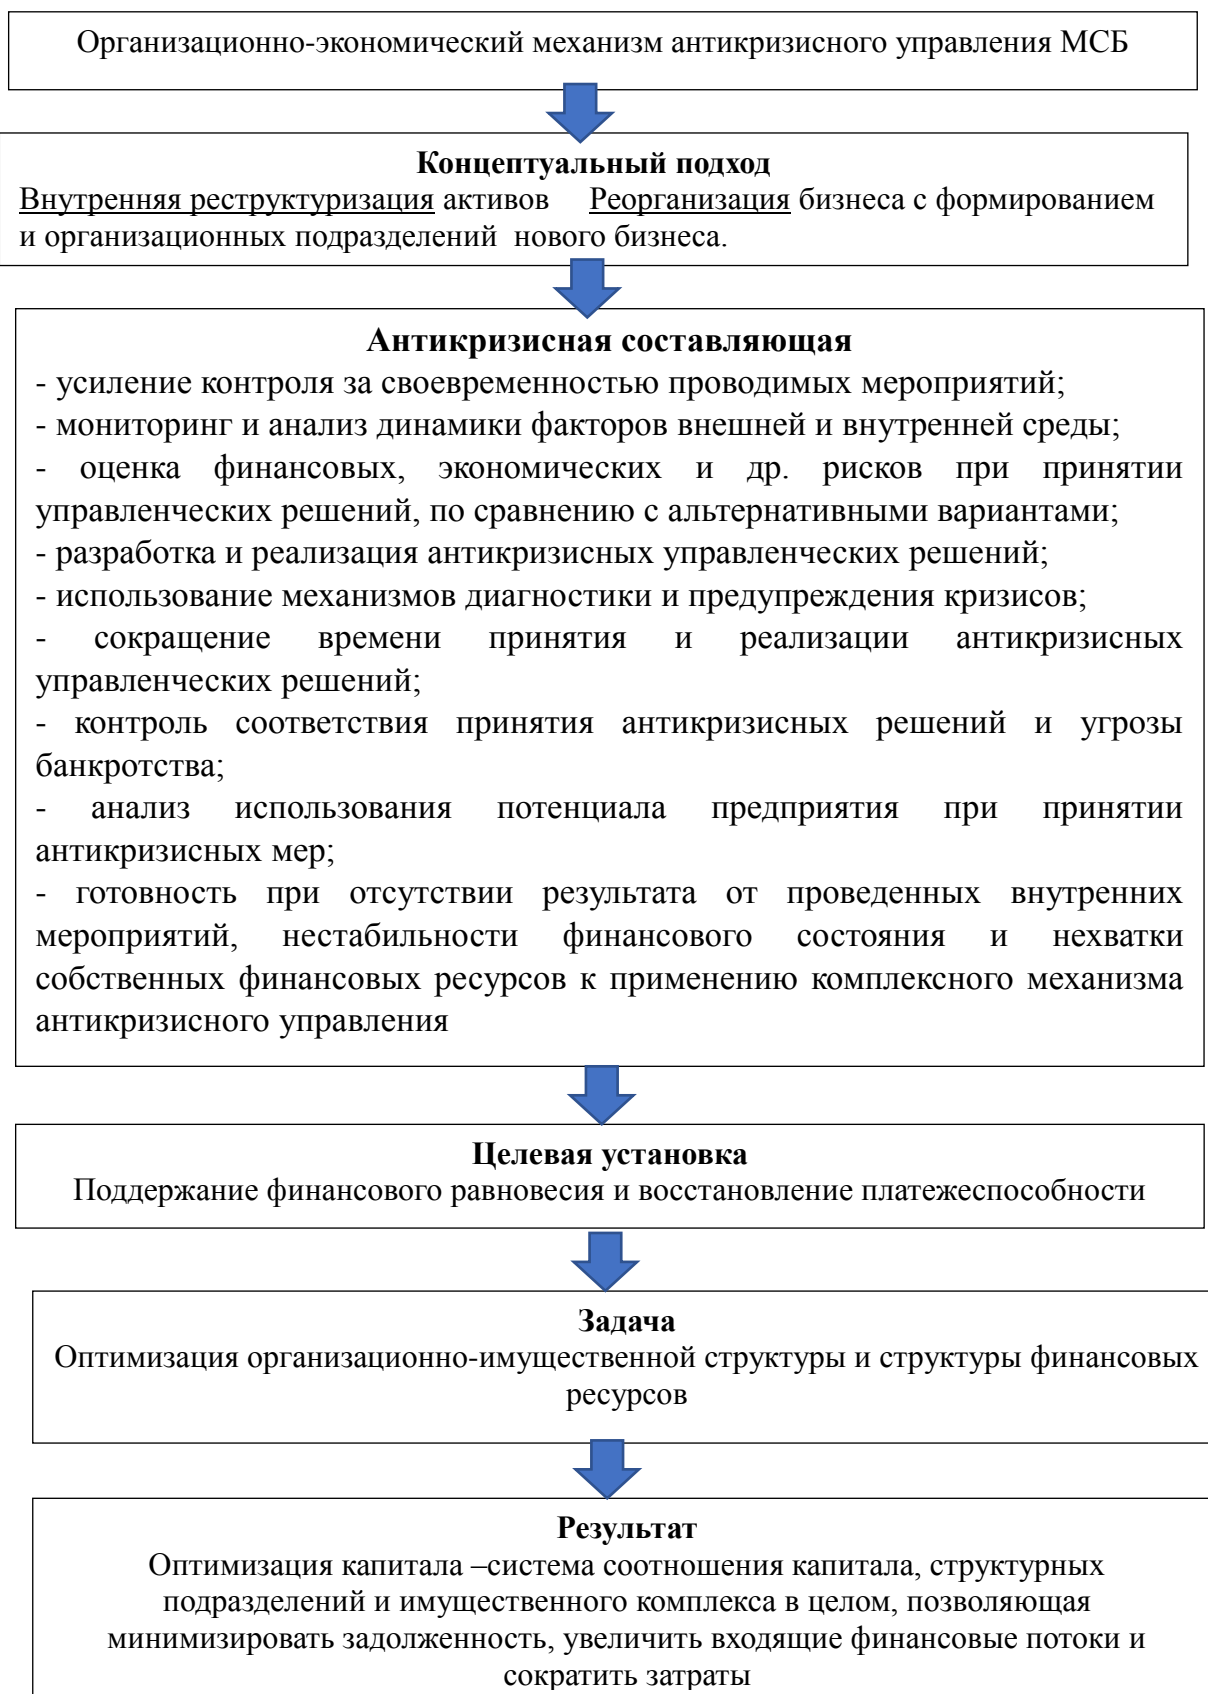 Организационно-экономический механизм антикризисного управления МСБ
Концептуальный подход
Внутренняя реструктуризация активов Реорганизация бизнеса с формированием
и организационных подразделений нового бизнеса.
Антикризисная составляющая
- усиление контроля за своевременностью проводимых мероприятий;
- мониторинг и анализ динамики факторов внешней и внутренней среды;
- оценка финансовых, экономических и др. рисков при принятии
управленческих решений, по сравнению с альтернативными вариантами;
- разработка и реализация антикризисных управленческих решений;
- использование механизмов диагностики и предупреждения кризисов;
- сокращение времени принятия и реализации антикризисных
управленческих решений;
- контроль соответствия принятия антикризисных решений и угрозы
банкротства;
- анализ использования потенциала предприятия при принятии
антикризисных мер;
- готовность при отсутствии результата от проведенных внутренних
мероприятий, нестабильности финансового состояния и нехватки
собственных финансовых ресурсов к применению комплексного механизма
антикризисного управления
Целевая установка
Поддержание финансового равновесия и восстановление платежеспособности
Задача
Оптимизация организационно-имущественной структуры и структуры финансовых
ресурсов
Результат
Оптимизация капитала –система соотношения капитала, структурных
подразделений и имущественного комплекса в целом, позволяющая
минимизировать задолженность, увеличить входящие финансовые потоки и
сократить затраты